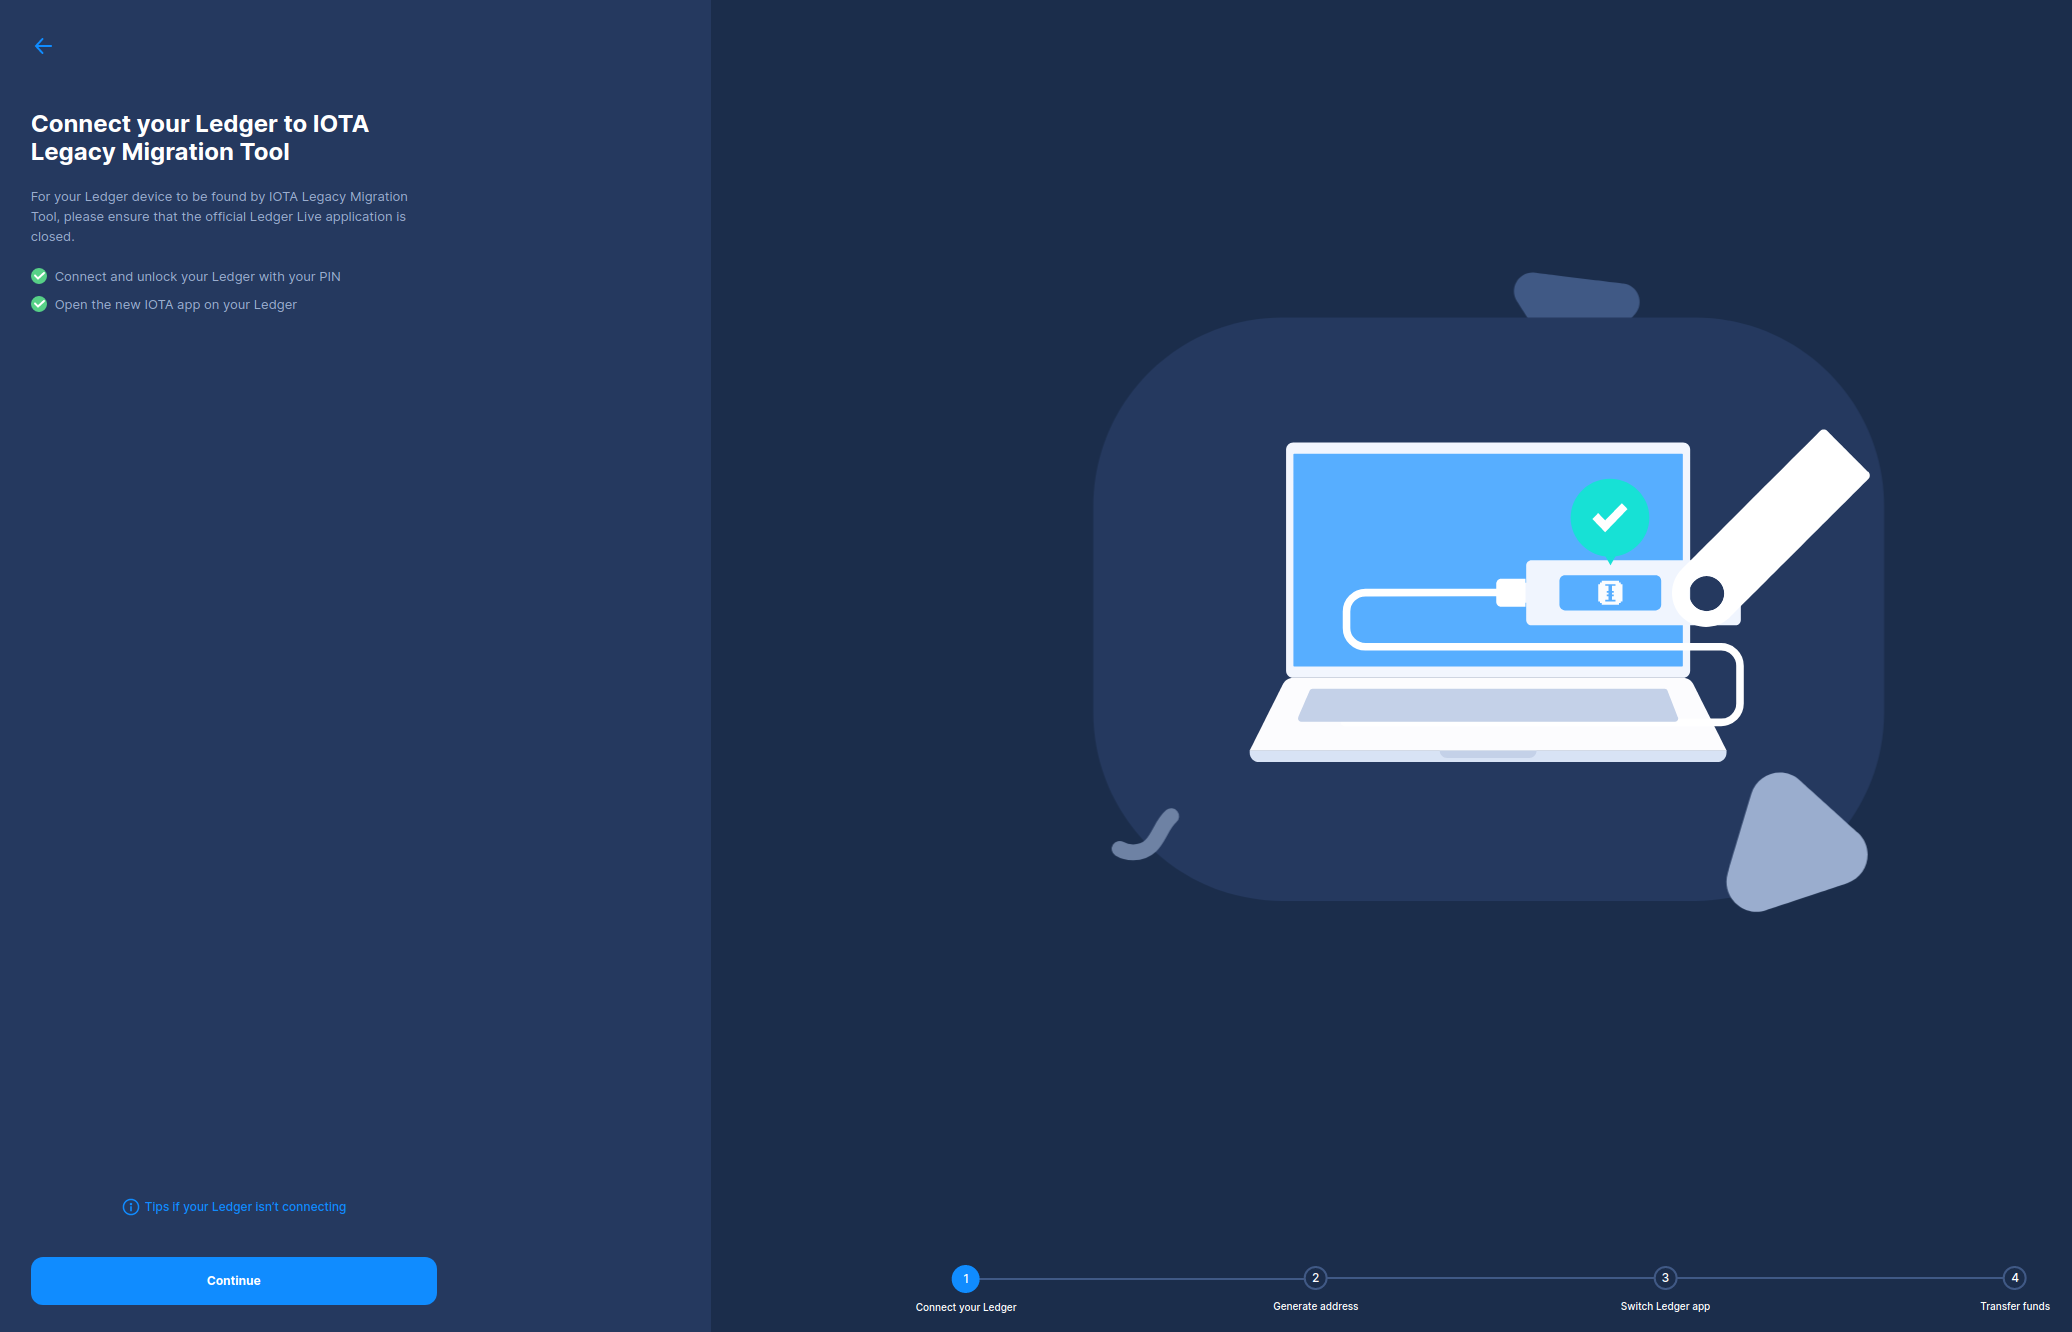 Connect your Ledger to IOTA
Legacy Migration Tool
For your Ledger device to be found by IOTA Legacy Migration
Tool, please ensure that the official Ledger Live application is
closed.
Connect and unlock your Ledger with your PIN
Open the new IOTA app on your Ledger
Tips if your Ledger isn't connecting
Continue
1
2
3
4
Connect your Ledger
Generate address
Switch Ledger app
Transfer funds